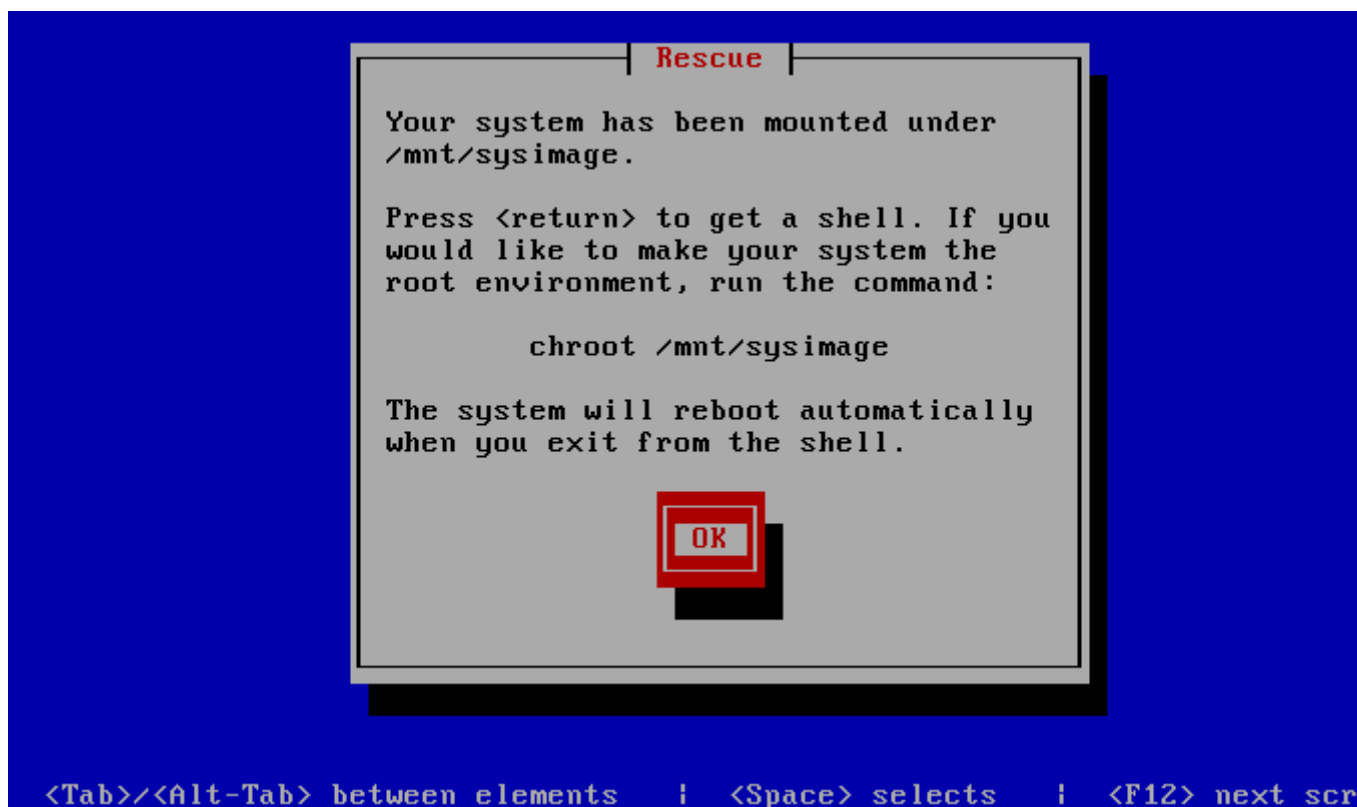 Rescue
Your system has been mounted under
/mnt/sysimage.
Press <return> to get a shell. If you
would like to make your system the
root environment, run the command:
chroot /mnt/sysimage
The system will reboot automatically
when you exit from the shell.
OK
<Tab>/<Alt-Tab> between elements | <Space> selects | <F12> next scr